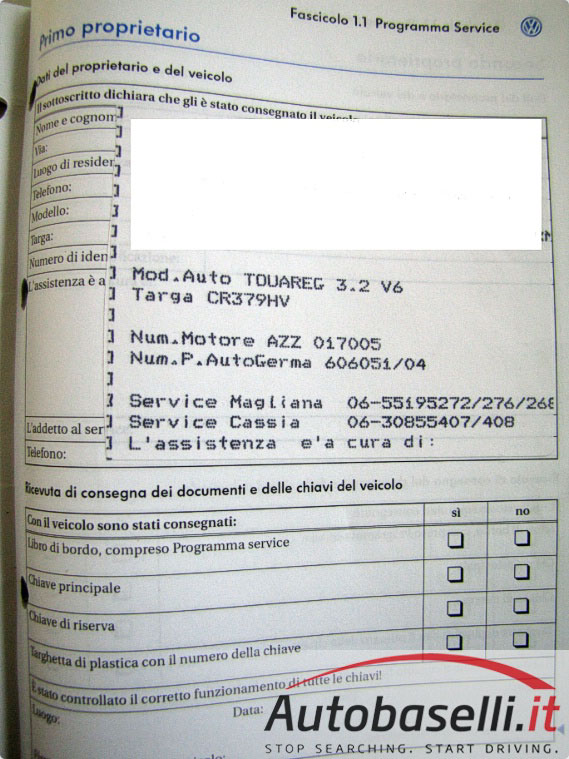 Fascicolo 1.1 Programma Service
Primo proprietario
Dati del proprietario e del veicolo
Il sottoscritto dichiara che gli è stato consegnato il
Nome e cognom
Via:
Luogo di resider
Telefono:
Modello:
Targa:
Numero di iden
L'assistenza è a
] Mod.Auto TOUAREG 3.2 V6
] Targa CR379HV
]
] Num.Motore AZZ 017005
] Num.P.AutoGerma 606051/04
]
] Service Magliana 06-55195272/276/268
L'addetto al ser ] Service Cassia 06-30855407/408
Telefono: ] L'assistenza e'a cura di:
Ricevuta di consegna dei documenti e delle chiavi del veicolo
Con il veicolo sono stati consegnati: sì no
Libro di bordo, compreso Programma service
Chiave principale
Chiave di riserva
Targhetta di plastica con il numero della chiave
È stato controllato il corretto funzionamento di tutte le chiavi!
Luogo: Data:
Autobaselli.it
STOP SEARCHING. START DRIVING.